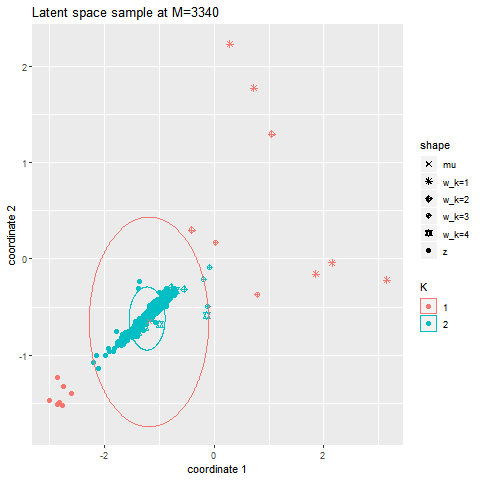 Latent space sample at M=3340
coordinate 2
2
1
0
-1
-2
0
2
coordinate 1
shape
mu
w_k=1
w_k=2
w_k=3
w_k=4
z
K
1
2